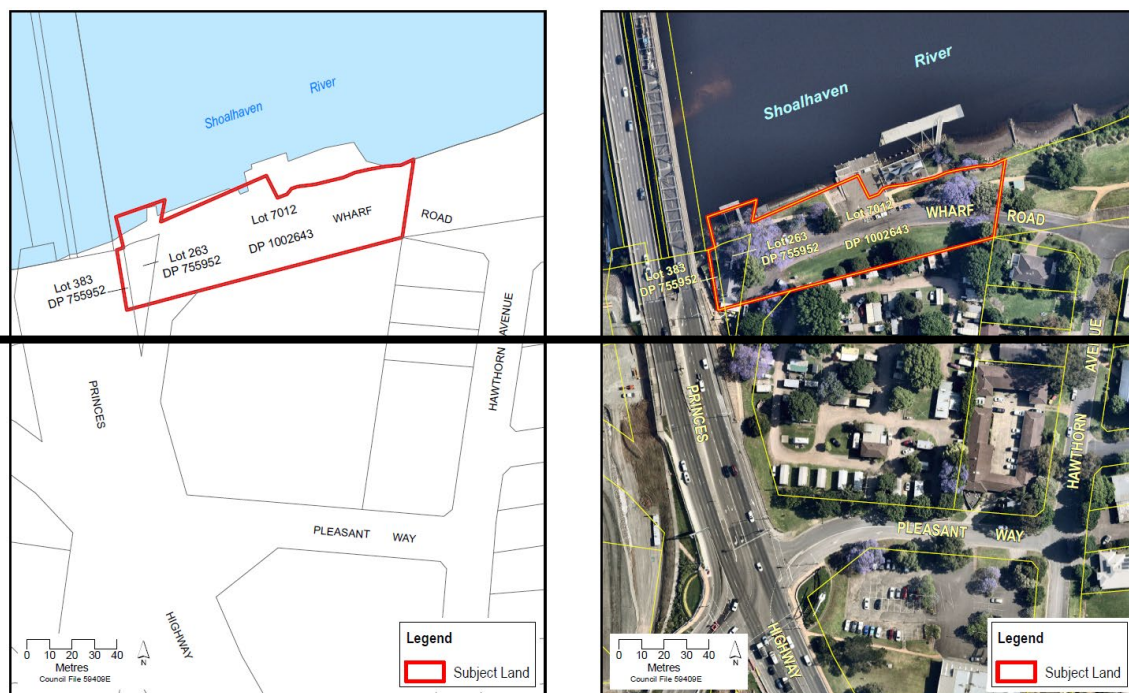 Shoalhaven River
Lot 7012
WHARF ROAD
Lot 263
DP 755952
DP 1002643
Lot 383
DP 755952
HAWTHORN AVENUE
PRINCES HIGHWAY
PLEASANT WAY
0 10 20 30 40
Metres
Council File 59409E
N
Legend
Subject Land
Shoalhaven River
Lot 7012
WHARF ROAD
Lot 263
DP 755952
DP 1002643
Lot 383
DP 755952
HAWTHORN AVENUE
PRINCES HIGHWAY
PLEASANT WAY
0 10 20 30 40
Metres
Council File 59409E
N
Legend
Subject Land